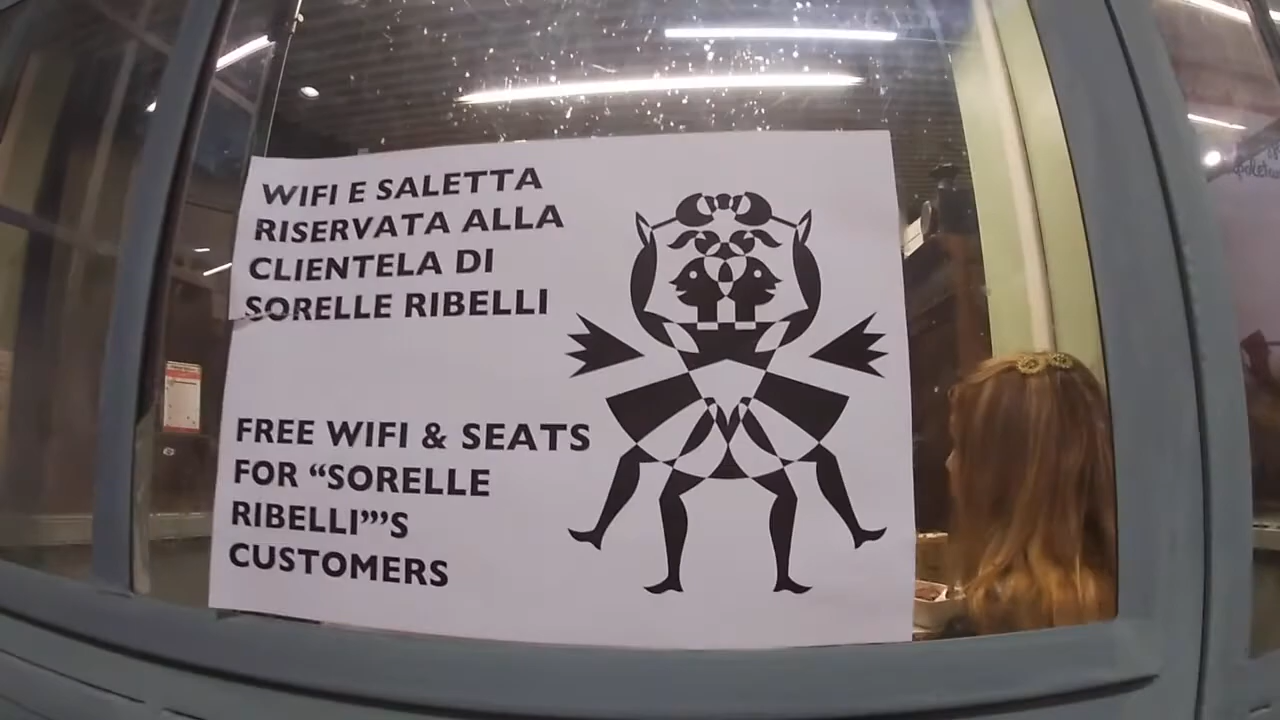 WIFI E SALETTA
RISERVATA ALLA
CLIENTELA DI
SORELLE RIBELLI
FREE WIFI & SEATS
FOR “SORELLE
RIBELLI”’S
CUSTOMERS